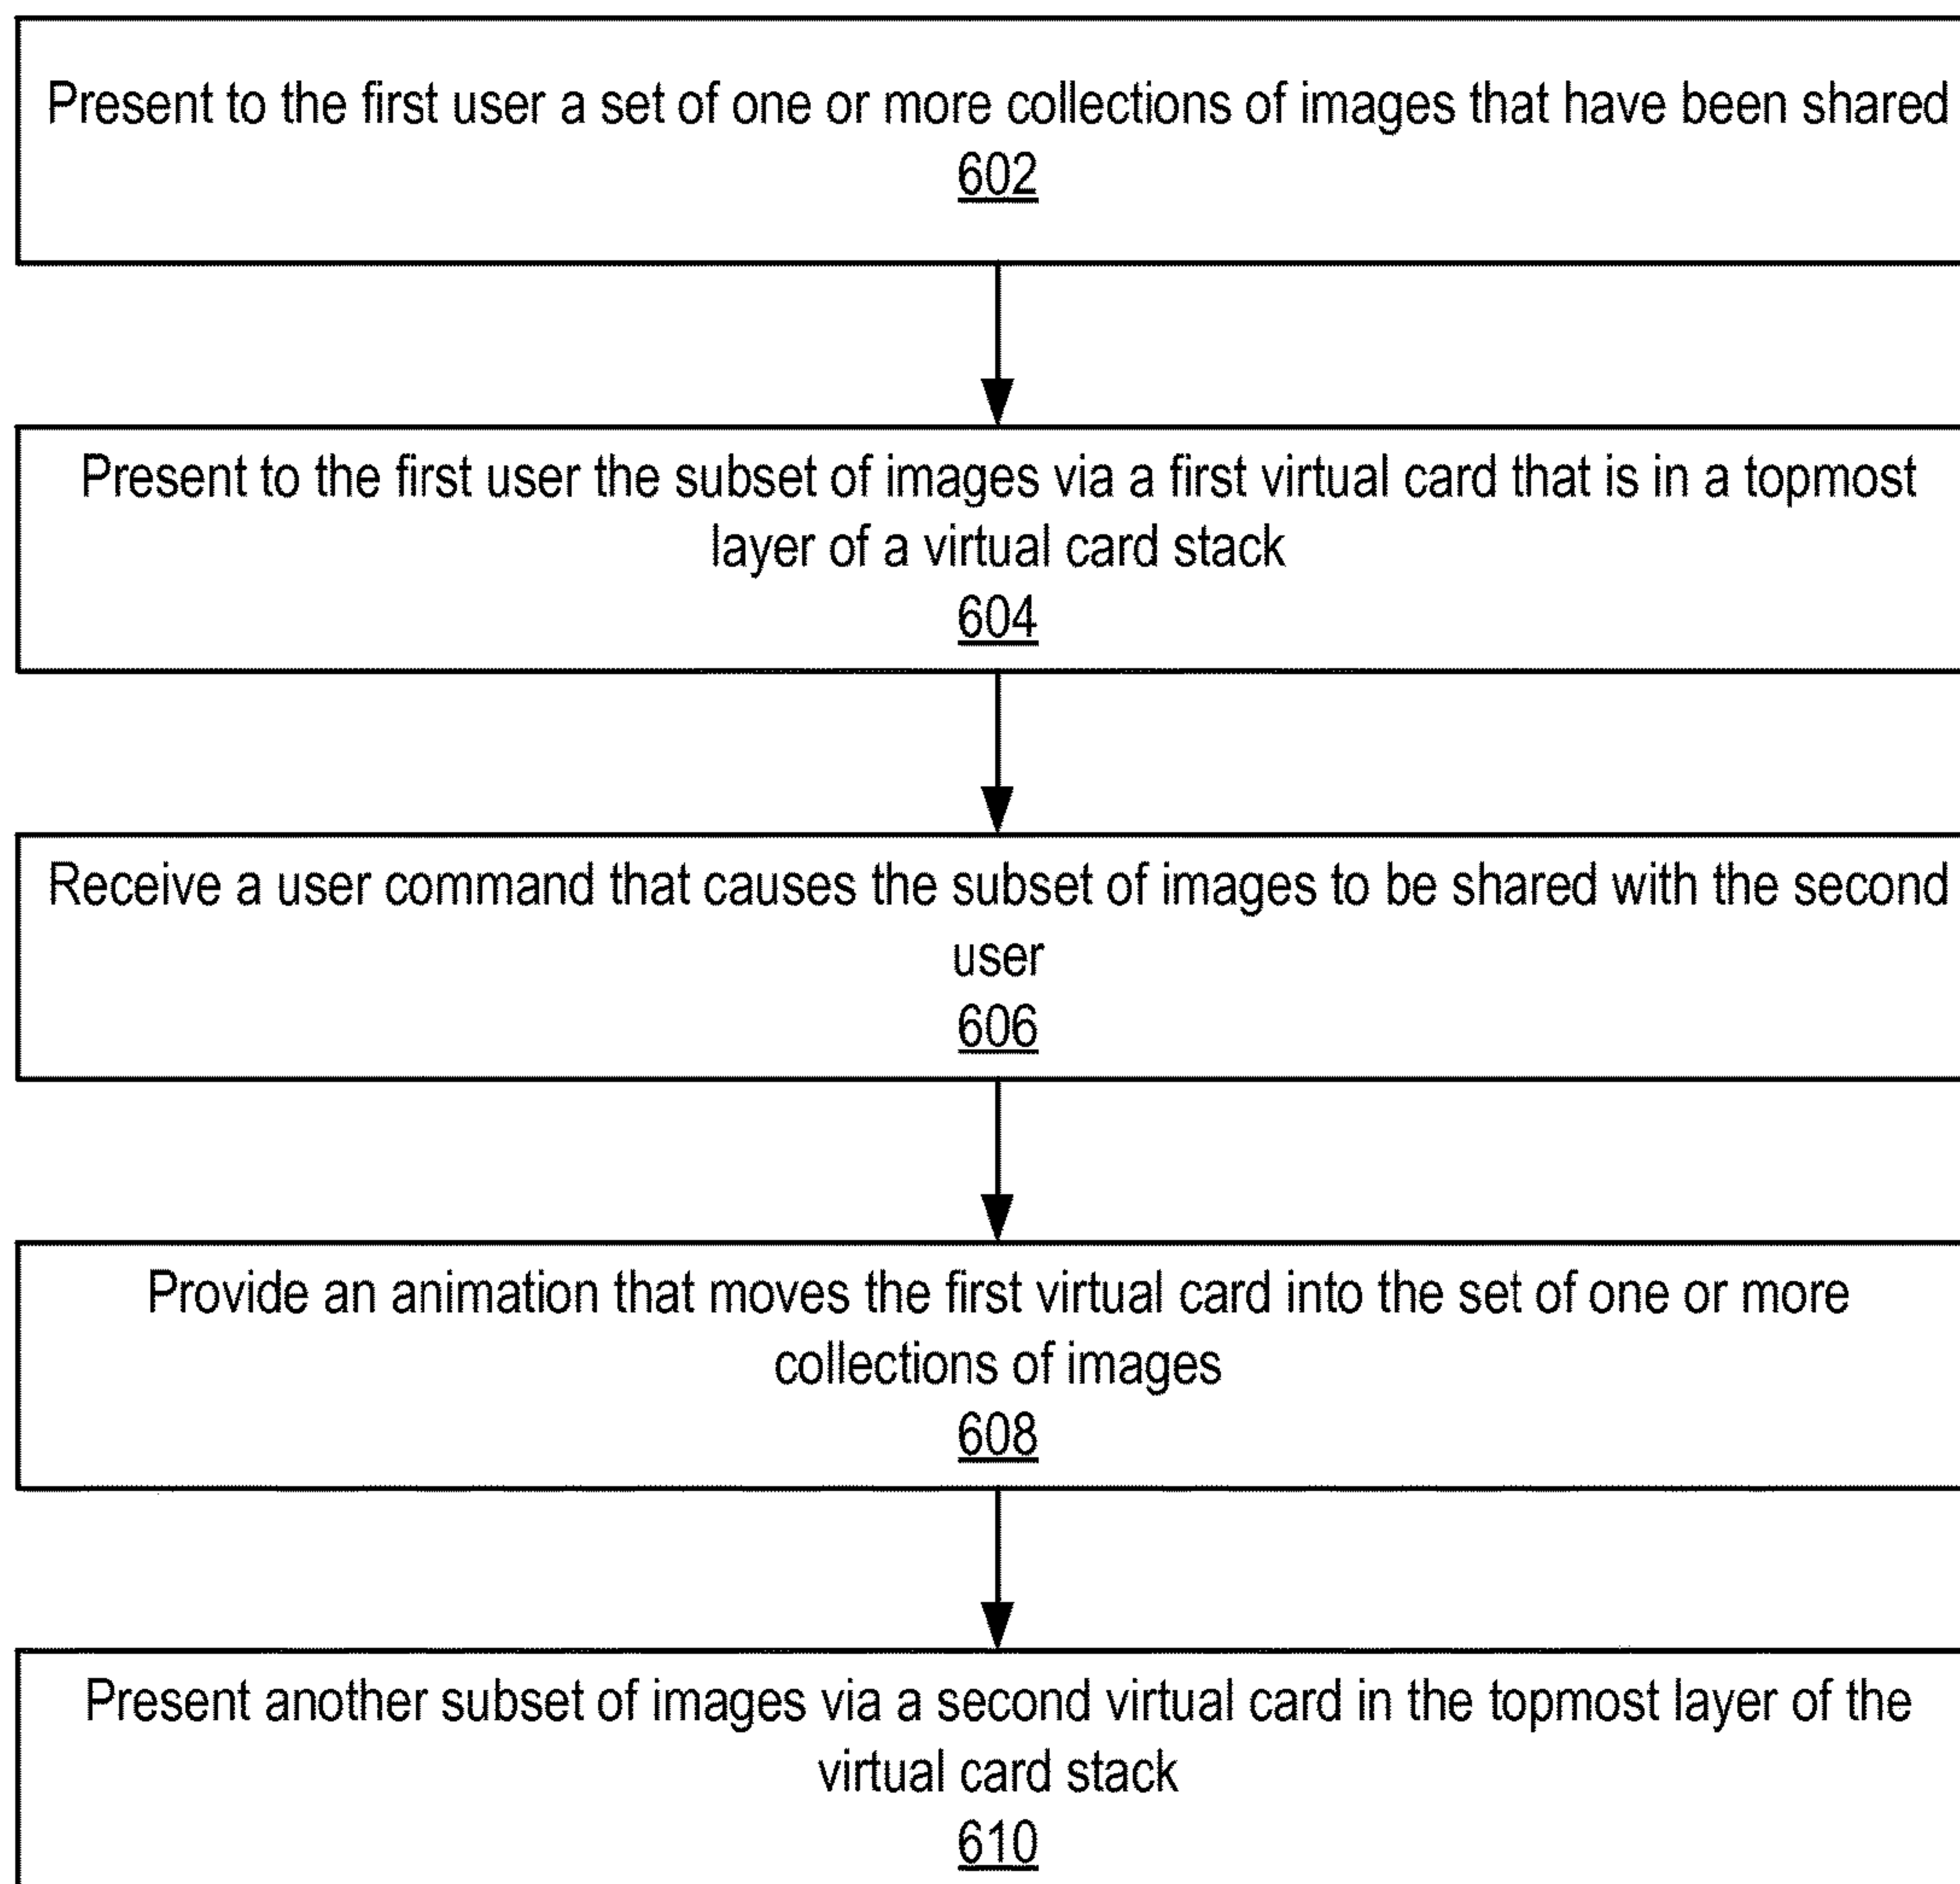 Present to the first user a set of one or more collections of images that have been shared
602
Present to the first user the subset of images via a first virtual card that is in a topmost
layer of a virtual card stack
604
Receive a user command that causes the subset of images to be shared with the second
user
606
Provide an animation that moves the first virtual card into the set of one or more
collections of images
608
Present another subset of images via a second virtual card in the topmost layer of the
virtual card stack
610